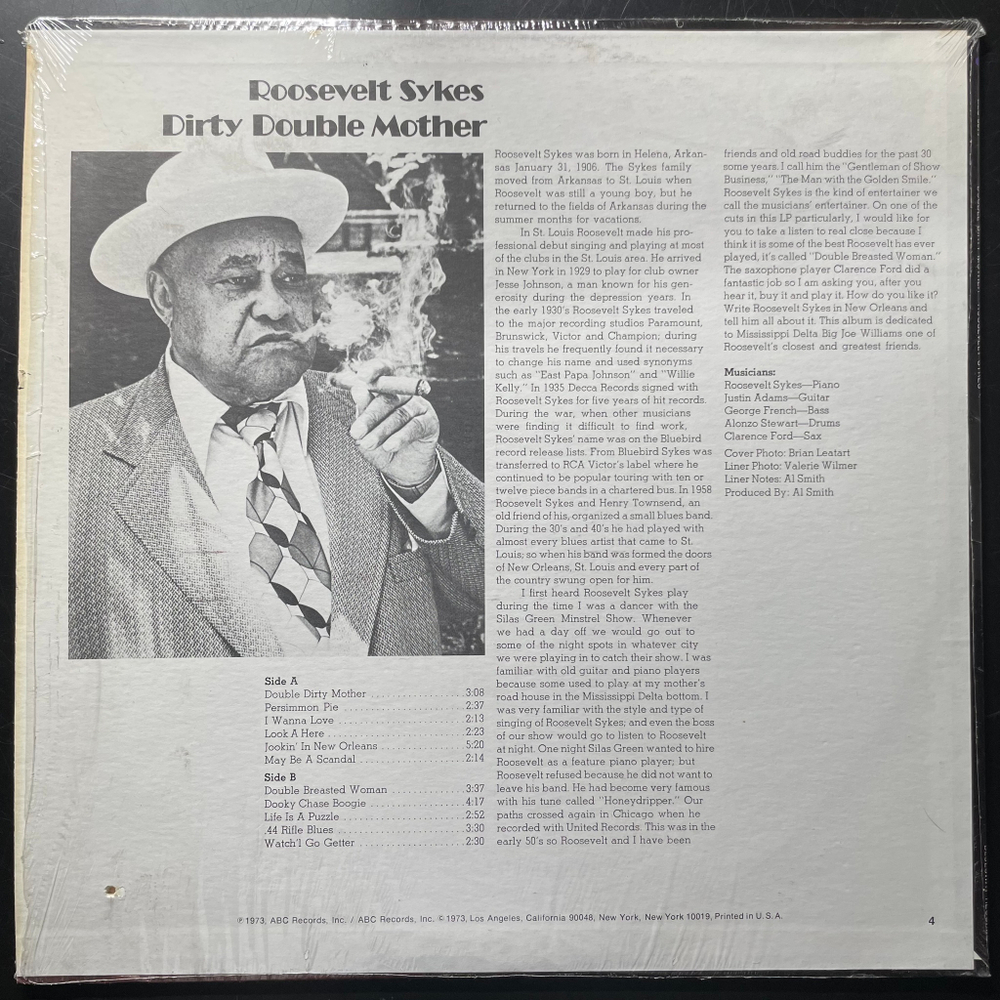 Roosevelt Sykes
Dirty Double Mother
Roosevelt Sykes was born in Helena, Arkan-
sas January 31, 1906. The Sykes family
moved from Arkansas to St. Louis when
Roosevelt was still a young boy, but he
returned to the fields of Arkansas during the
summer months for vacations.
In St. Louis Roosevelt made his pro-
fessional debut singing and playing at most
of the clubs in the St. Louis area. He arrived
in New York in 1929 to play for club owner
Jesse Johnson, a man known for his gen-
erosity during the depression years. In
the early 1930's Roosevelt Sykes traveled
to the major recording studios Paramount,
Brunswick, Victor and Champion; during
his travels he frequently found it necessary
to change his name and used synonyms
such as "East Papa Johnson" and "Willie
Kelly." In 1935 Decca Records signed with
Roosevelt Sykes for five years of hit records.
During the war, when other musicians
were finding it difficult to find work,
Roosevelt Sykes' name was on the Bluebird
record release lists. From Bluebird Sykes was
transferred to RCA Victor's label where he
continued to be popular touring with ten or
twelve piece bands in a chartered bus. In 1958
Roosevelt Sykes and Henry Townsend, an
old friend of his, organized a small blues band.
During the 30's and 40's he had played with
almost every blues artist that came to St.
Louis; so when his band was formed the doors
of New Orleans, St. Louis and every part of
the country swung open for him.
I first heard Roosevelt Sykes play
during the time I was a dancer with the
Silas Green Minstrel Show. Whenever
we had a day off we would go out to
some of the night spots in whatever city
we were playing in to catch their show. I was
familiar with old guitar and piano players
because some used to play at my mother's
road house in the Mississippi Delta bottom. I
was very familiar with the style and type of
singing of Roosevelt Sykes; and even the boss
of our show would go to listen to Roosevelt
at night. One night Silas Green wanted to hire
Roosevelt as a feature piano player; but
Roosevelt refused because he did not want to
leave his band. He had become very famous
with his tune called "Honeydripper." Our
paths crossed again in Chicago when he
recorded with United Records. This was in the
early 50's so Roosevelt and I have been
friends and old road buddies for the past 30
some years. I call him the "Gentleman of Show
Business," "The Man with the Golden Smile."
Roosevelt Sykes is the kind of entertainer we
call the musicians' entertainer. On one of the
cuts in this LP particularly, I would like for
you to take a listen to real close because I
think it is some of the best Roosevelt has ever
played, it's called "Double Breasted Woman."
The saxophone player Clarence Ford did a
fantastic job so I am asking you, after you
hear it, buy it and play it. How do you like it?
Write Roosevelt Sykes in New Orleans and
tell him all about it. This album is dedicated
to Mississippi Delta Big Joe Williams one of
Roosevelt's closest and greatest friends.
Musicians:
Roosevelt Sykes—Piano
Justin Adams—Guitar
George French—Bass
Alonzo Stewart—Drums
Clarence Ford—Sax
Cover Photo: Brian Leatart
Liner Photo: Valerie Wilmer
Liner Notes: Al Smith
Produced By: Al Smith
Side A
Double Dirty Mother ................ 3:08
Persimmon Pie ................ 2:37
I Wanna Love ................ 2:13
Look A Here ................ 2:23
Jookin' In New Orleans ................ 5:20
May Be A Scandal ................ 2:14
Side B
Double Breasted Woman ................ 3:37
Dooky Chase Boogie ................ 4:17
Life Is A Puzzle ................ 2:52
.44 Rifle Blues ................ 3:30
Watch'l Go Getter ................ 2:30
℗ 1973, ABC Records, Inc. / ABC Records, Inc. © 1973, Los Angeles, California 90048, New York, New York 10019, Printed in U.S.A.
4